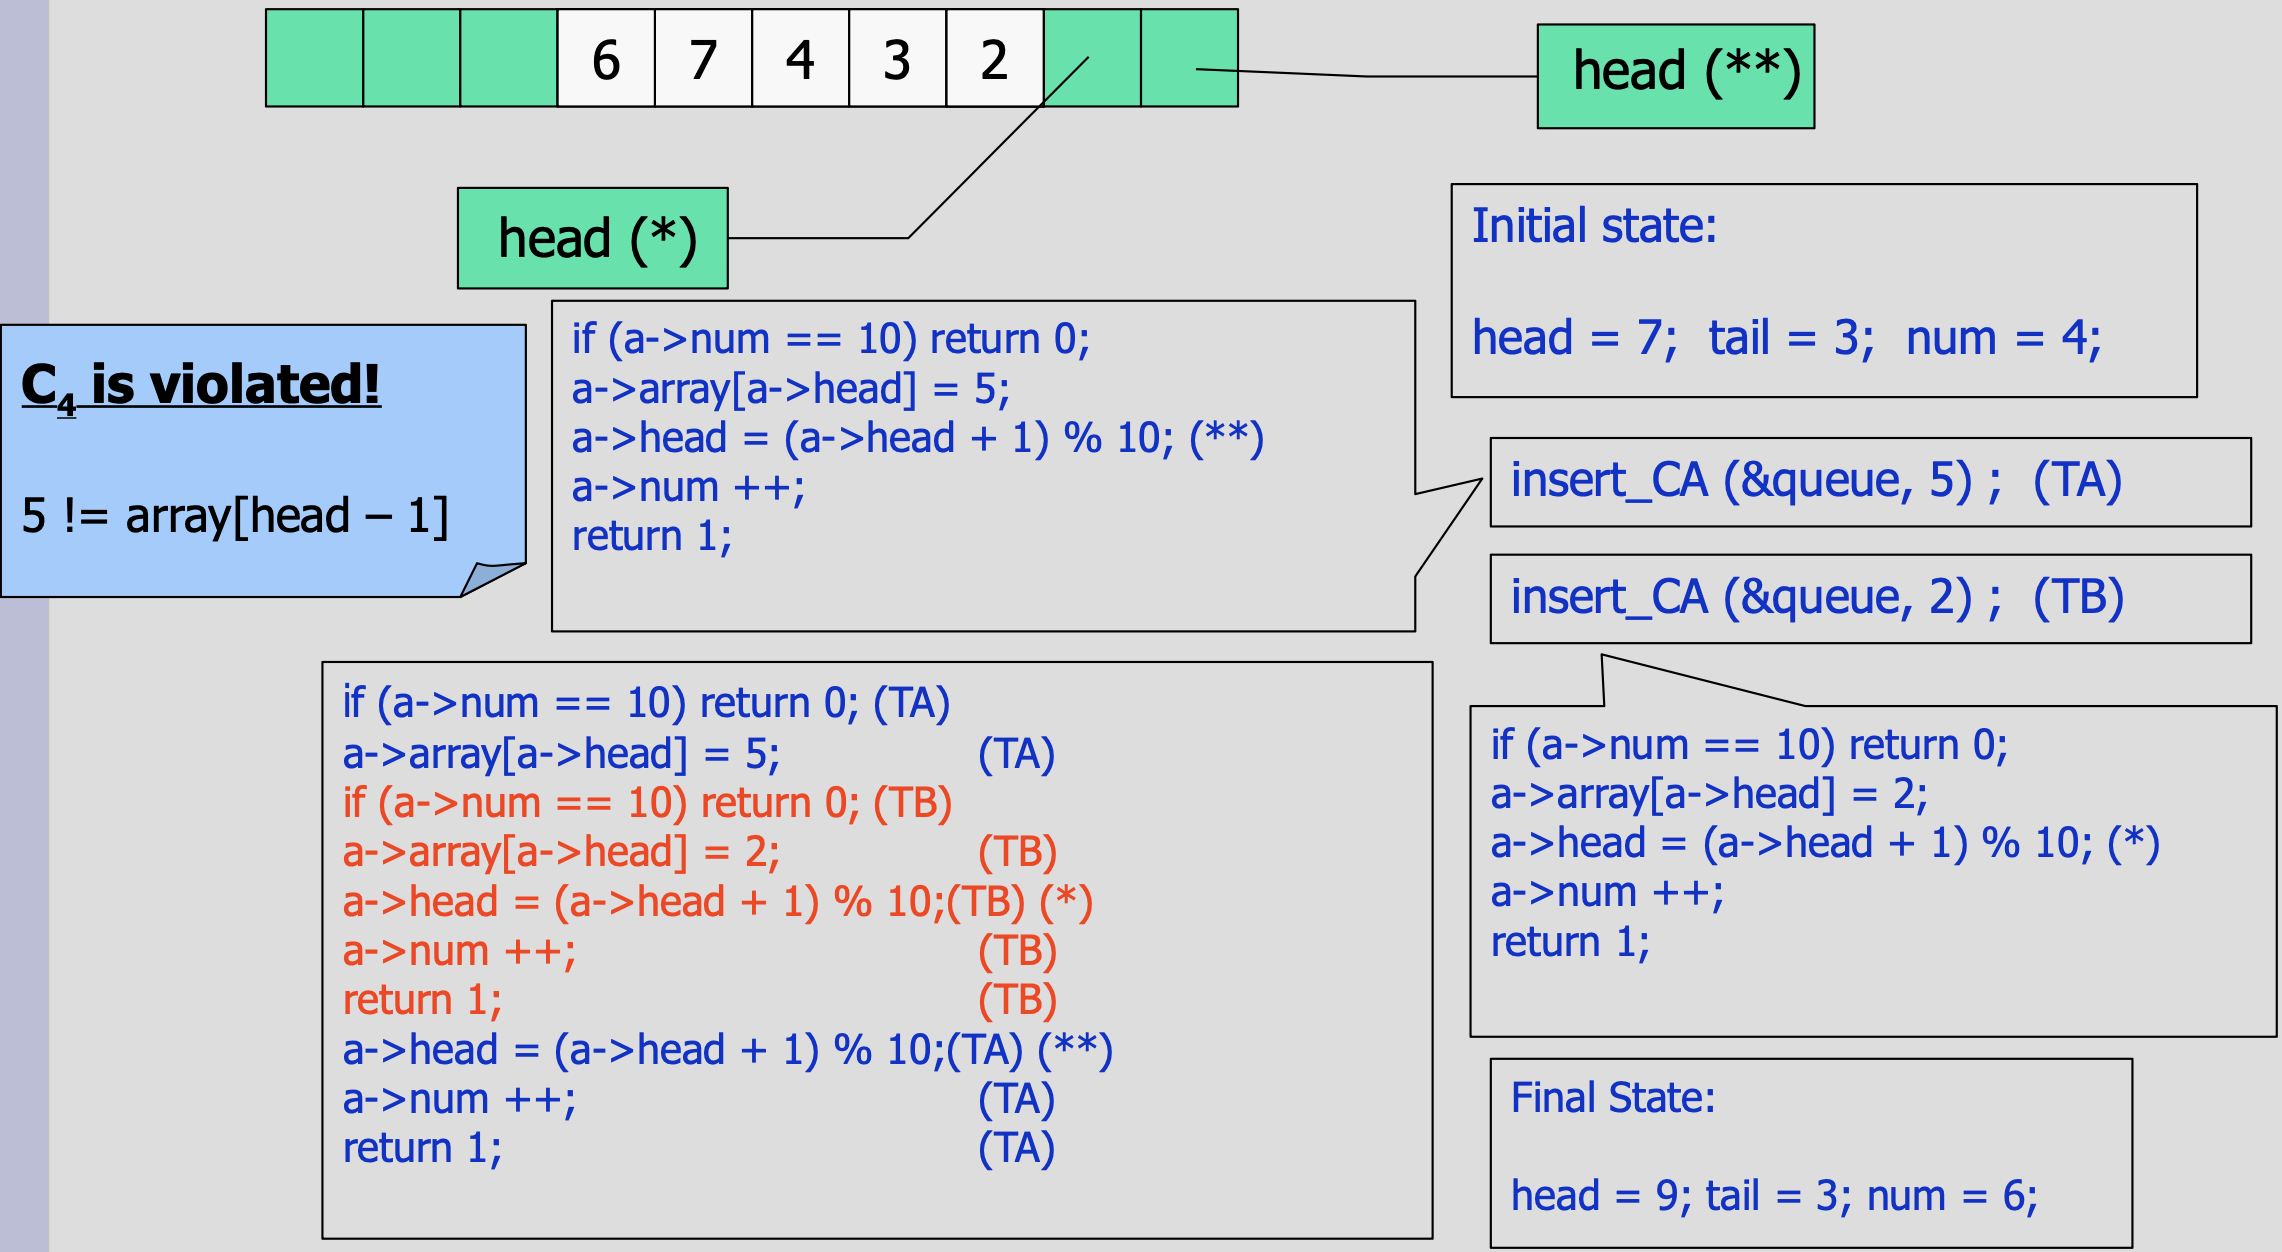 6 7 4 3 2
head (**)
head (*)
Initial state:
head = 7; tail = 3; num = 4;
C4 is violated!
5 != array[head – 1]
if (a->num == 10) return 0;
a->array[a->head] = 5;
a->head = (a->head + 1) % 10; (**)
a->num ++;
return 1;
insert_CA (&queue, 5) ; (TA)
insert_CA (&queue, 2) ; (TB)
if (a->num == 10) return 0; (TA)
a->array[a->head] = 5; (TA)
if (a->num == 10) return 0; (TB)
a->array[a->head] = 2; (TB)
a->head = (a->head + 1) % 10;(TB) (*)
a->num ++; (TB)
return 1; (TB)
a->head = (a->head + 1) % 10;(TA) (**)
a->num ++; (TA)
return 1; (TA)
if (a->num == 10) return 0;
a->array[a->head] = 2;
a->head = (a->head + 1) % 10; (*)
a->num ++;
return 1;
Final State:
head = 9; tail = 3; num = 6;